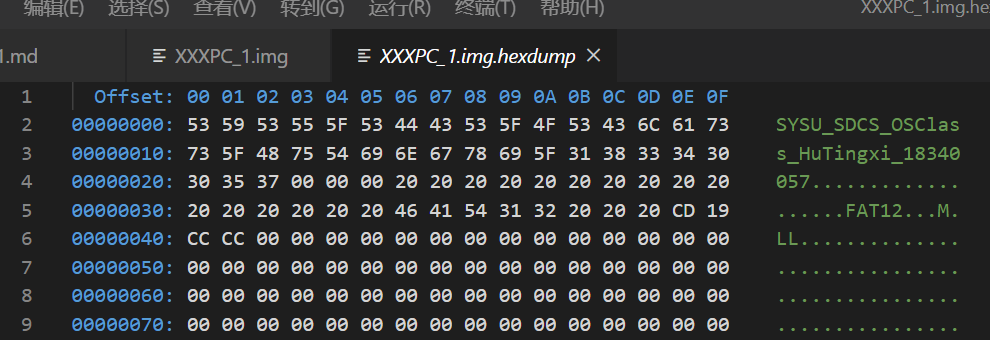 编辑(E) 选择(S) 查看(V) 转到(G) 运行(R) 终端(T) 帮助(H) XXXPC_1.img.he
1.md XXXPC_1.img XXXPC_1.img.hexdump
1 Offset: 00 01 02 03 04 05 06 07 08 09 0A 0B 0C 0D 0E 0F
2 00000000: 53 59 53 55 5F 53 44 43 53 5F 4F 53 43 6C 61 73 SYSU_SDCS_OSClas
3 00000010: 73 5F 48 75 54 69 6E 67 78 69 5F 31 38 33 34 30 s_HuTingxi_18340
4 00000020: 30 35 37 00 00 00 20 20 20 20 20 20 20 20 20 20 057.............
5 00000030: 20 20 20 20 20 20 46 41 54 31 32 20 20 20 CD 19 ......FAT12...M.
6 00000040: CC CC 00 00 00 00 00 00 00 00 00 00 00 00 00 00 LL..............
7 00000050: 00 00 00 00 00 00 00 00 00 00 00 00 00 00 00 00 ................
8 00000060: 00 00 00 00 00 00 00 00 00 00 00 00 00 00 00 00 ................
9 00000070: 00 00 00 00 00 00 00 00 00 00 00 00 00 00 00 00 ................